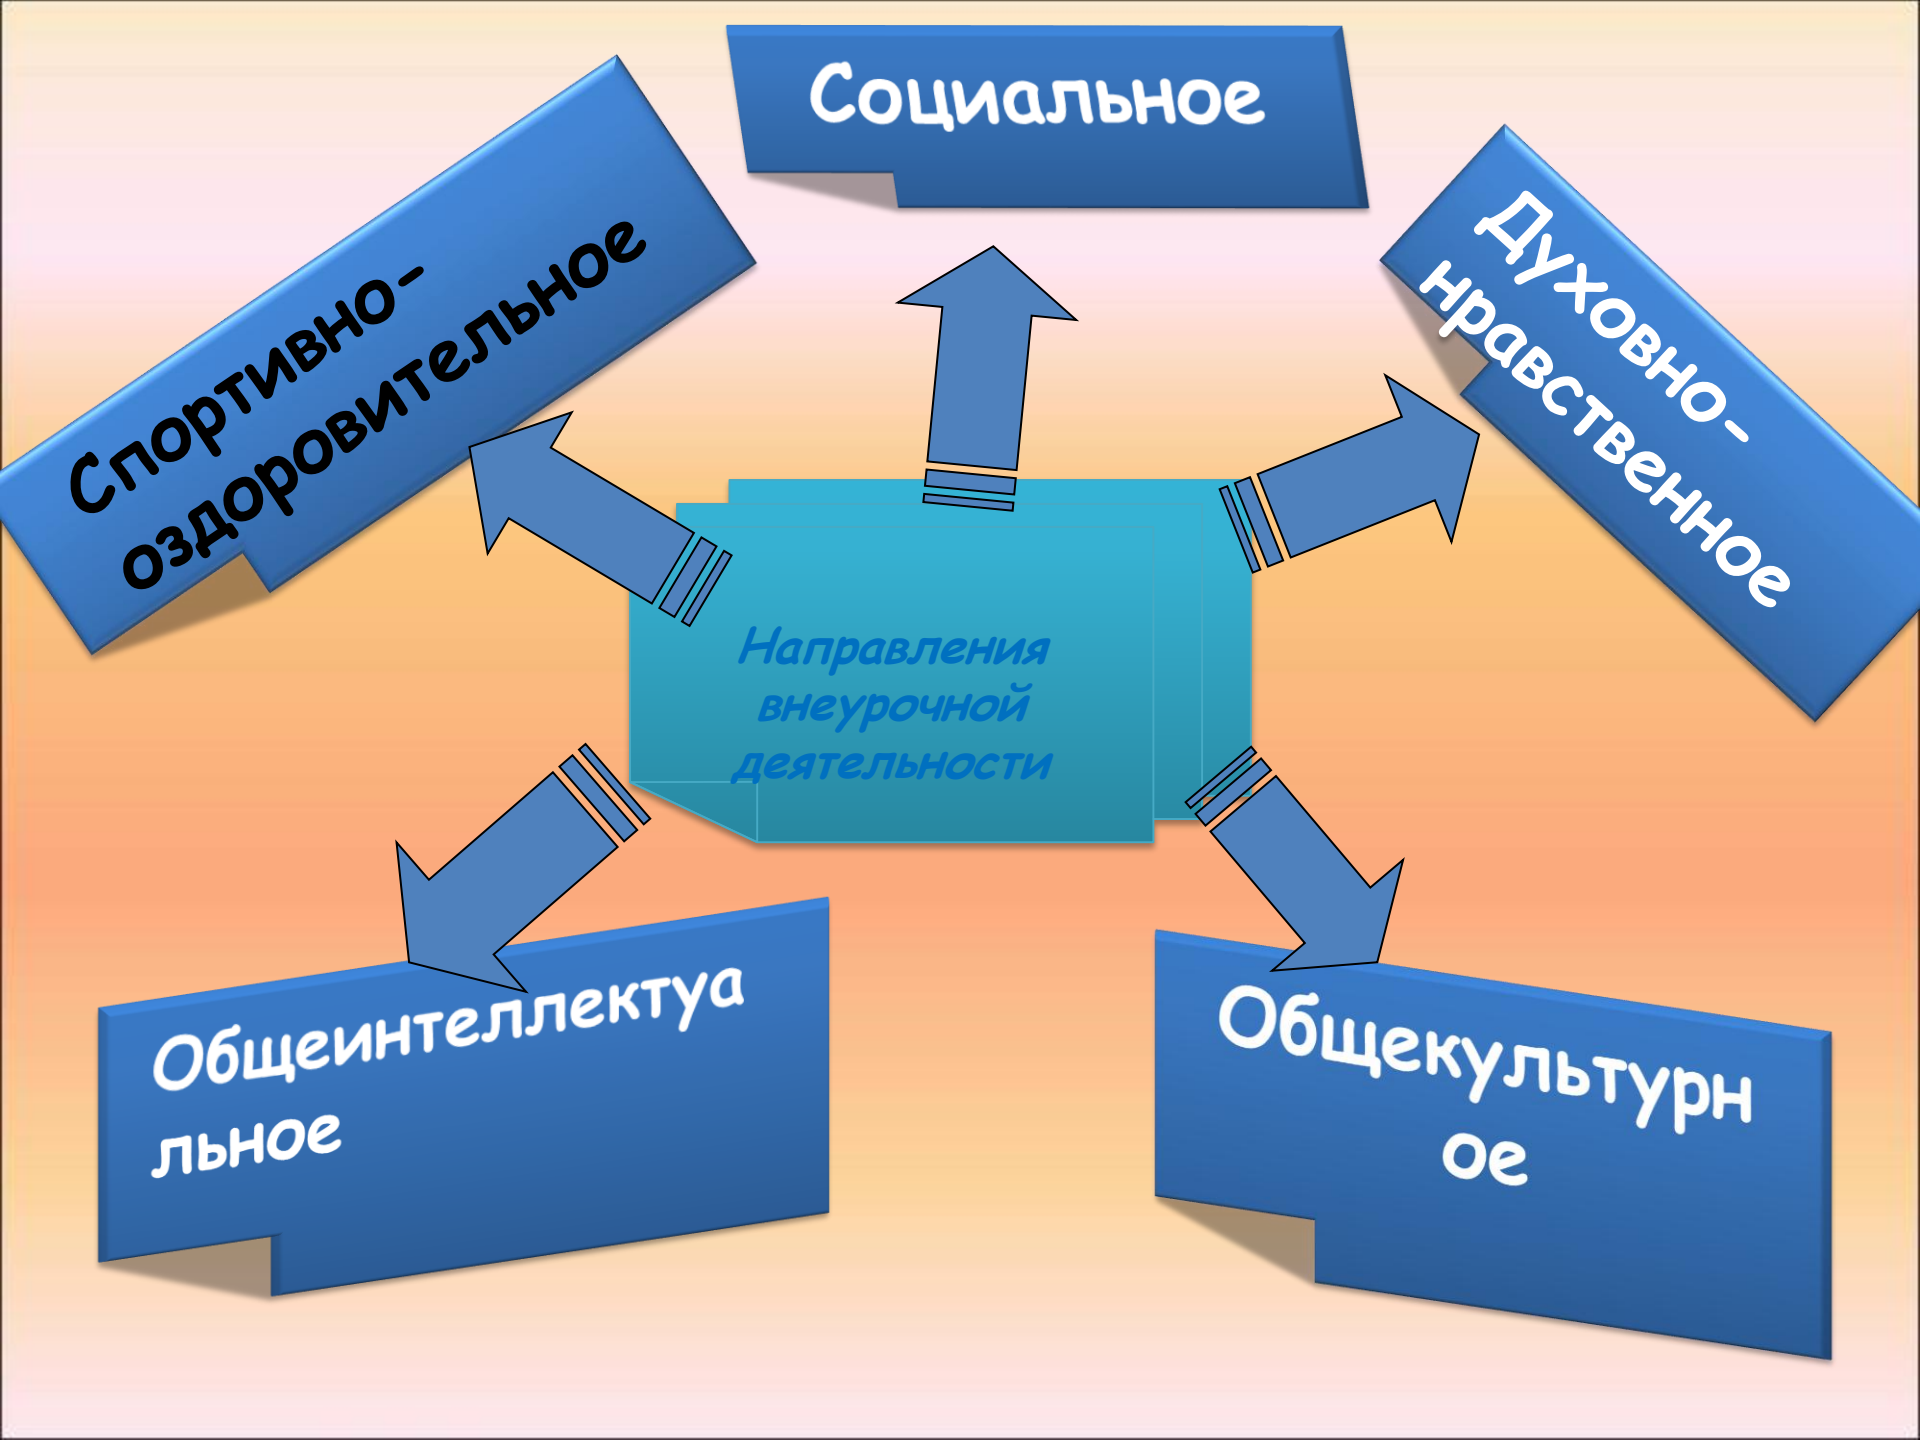 Социальное
Спортивно-
оздоровительное
Духовно-
нравственное
Направления
внеурочной
деятельности
Общеинтеллектуа
льное
Общекультурн
ое